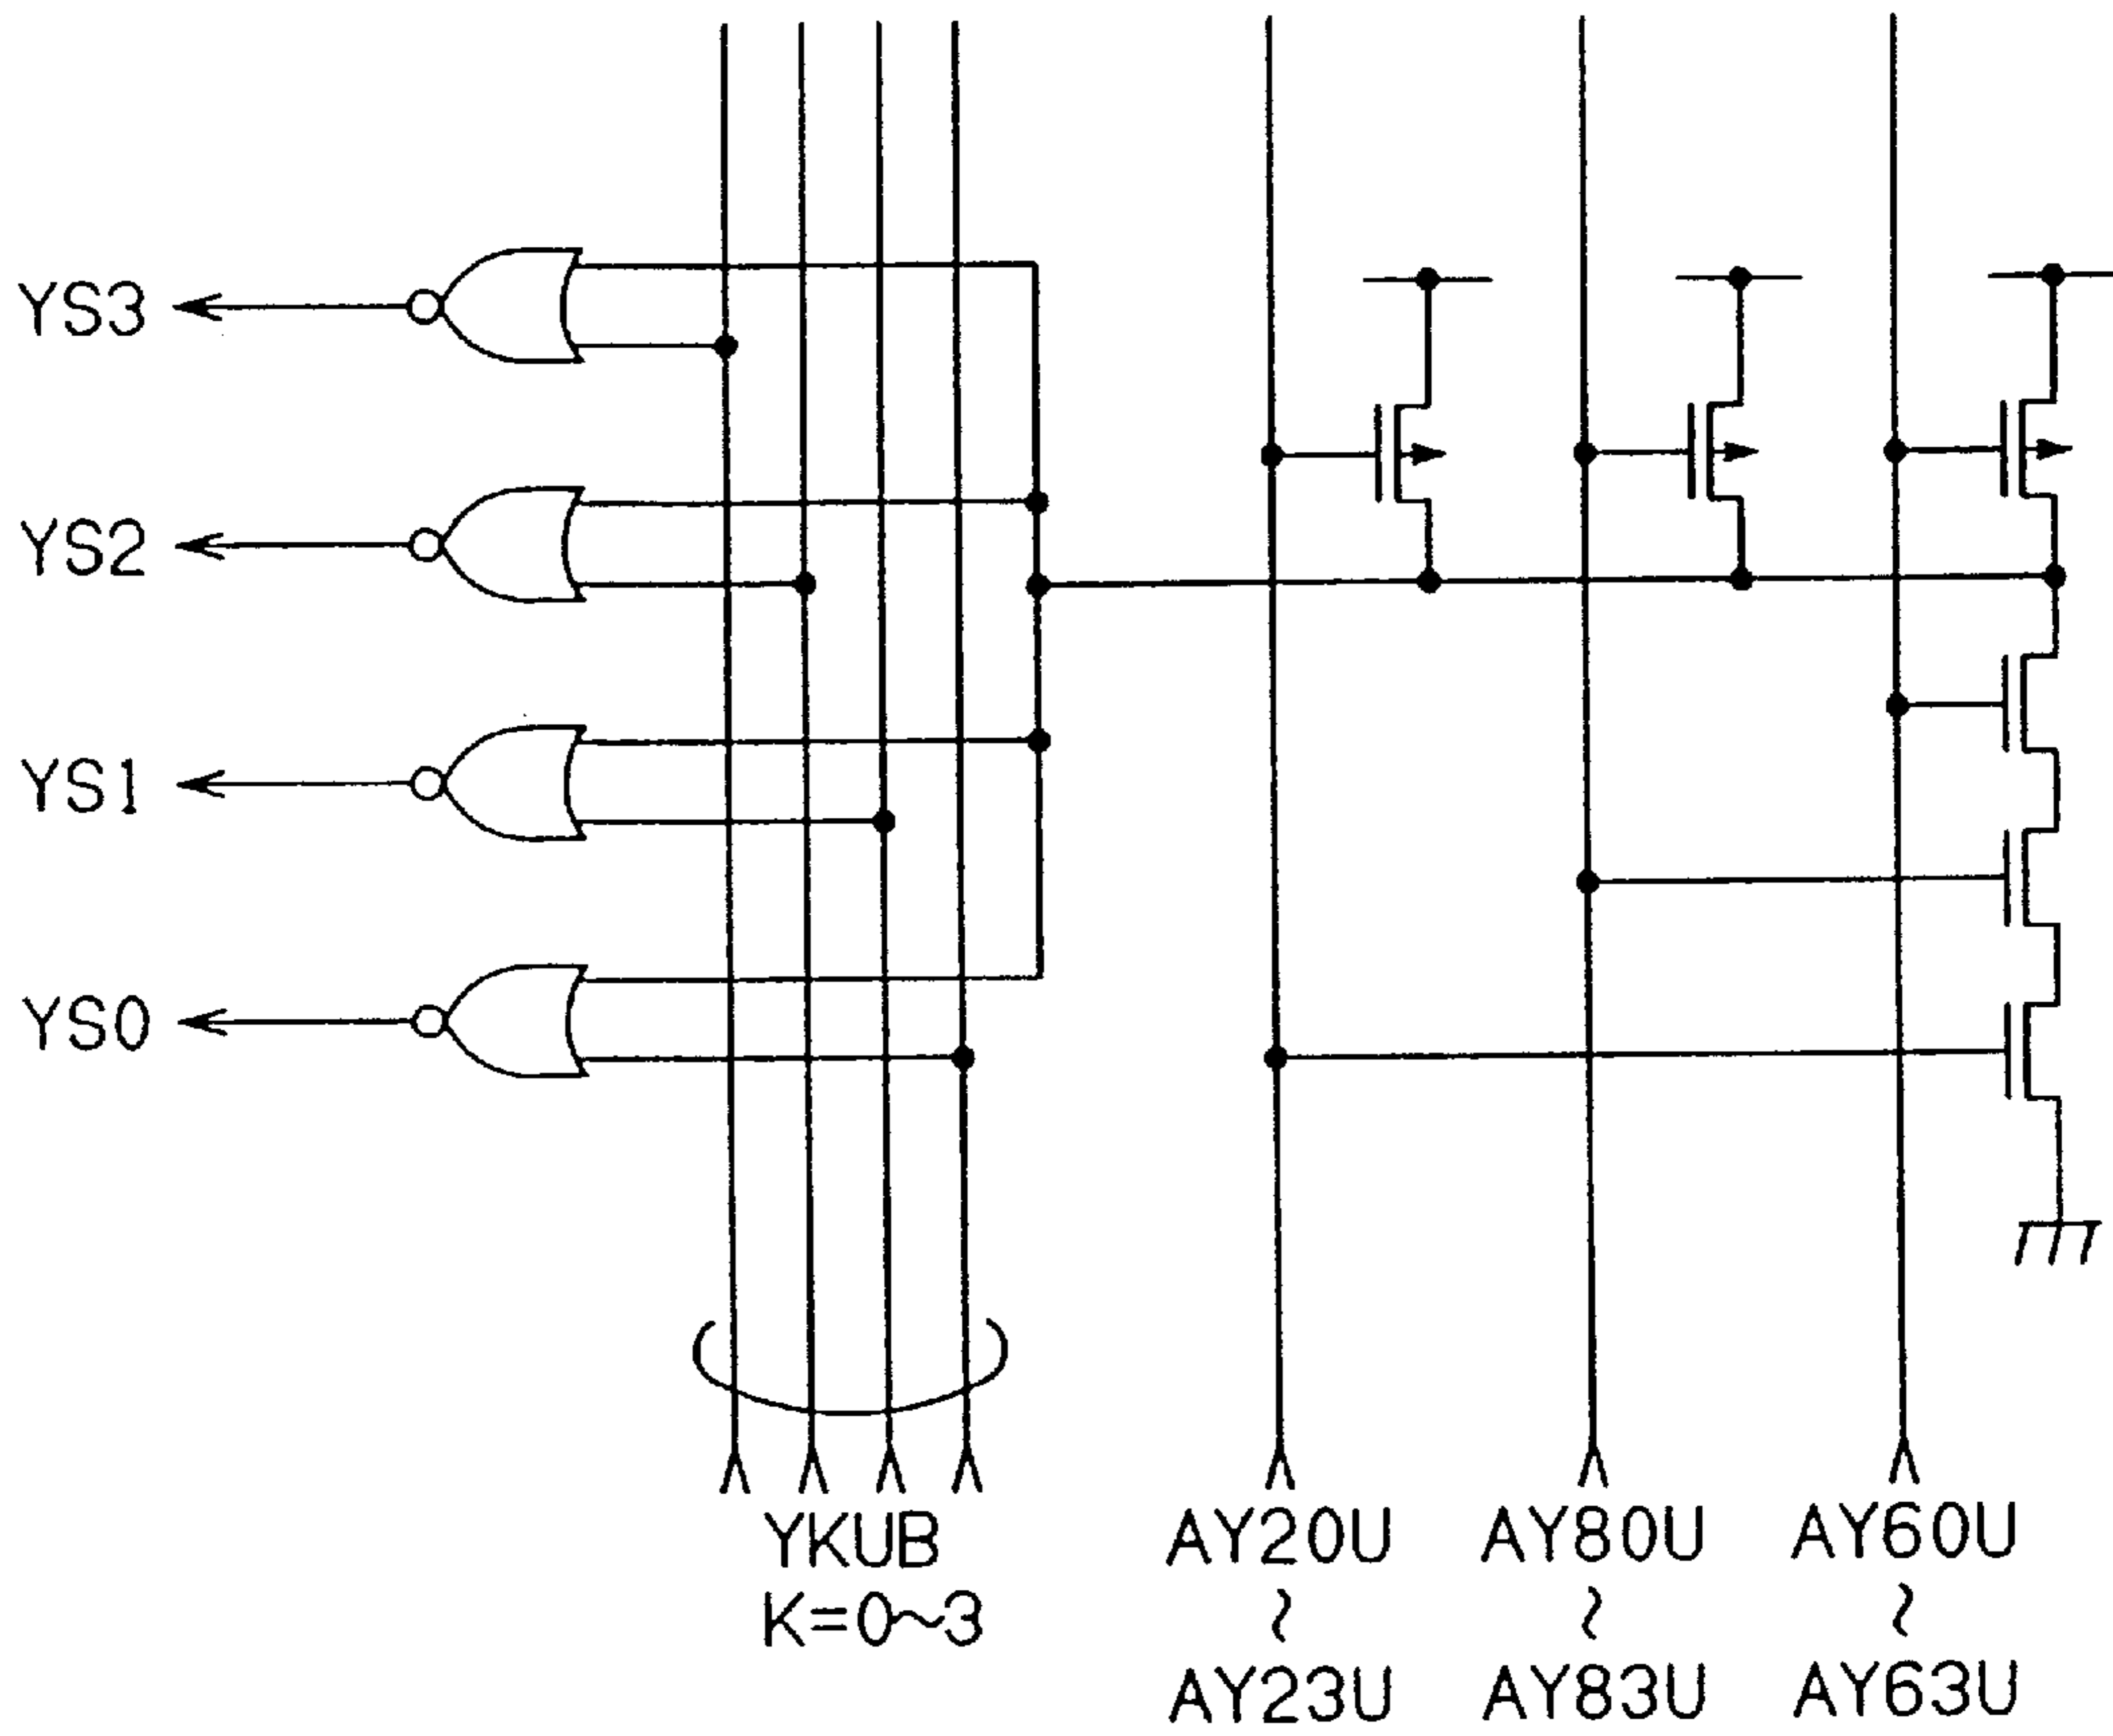 YS3
YS2
YS1
YS0
YKUB
K=0~3
AY20U
~
AY23U
AY80U
~
AY83U
AY60U
~
AY63U